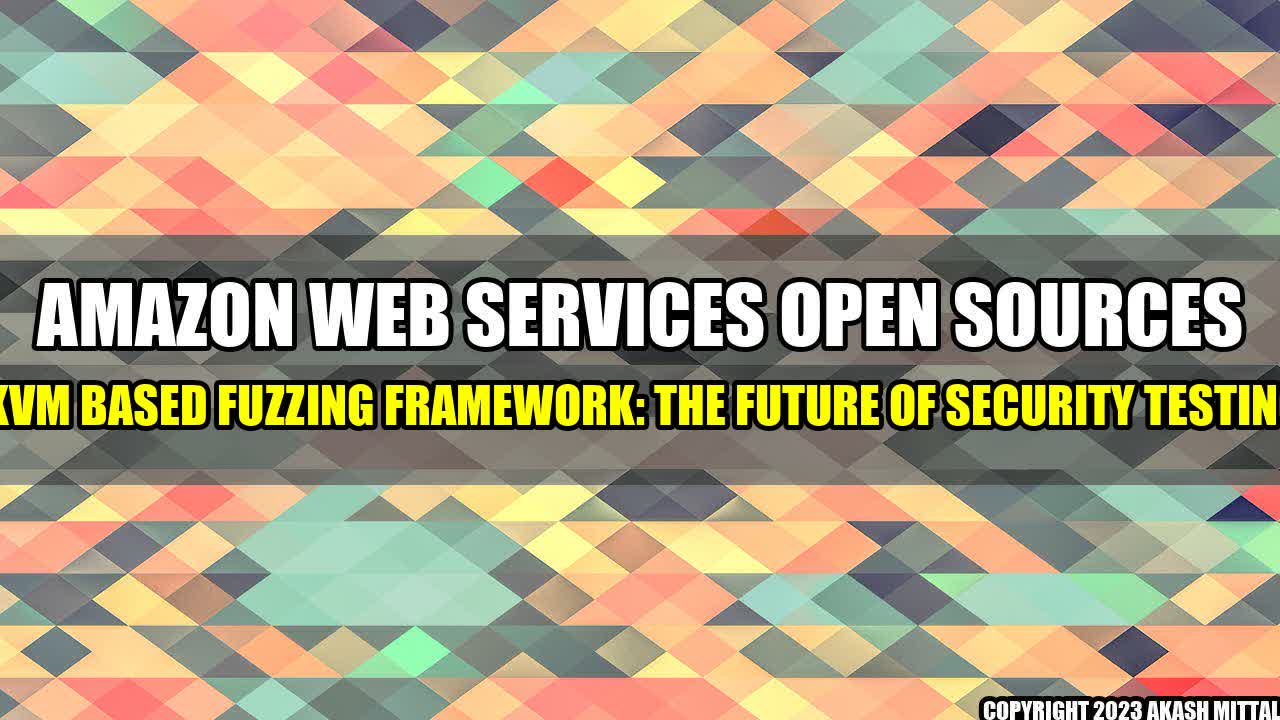 AMAZON WEB SERVICES OPEN SOURCES
KVM BASED FUZZING FRAMEWORK: THE FUTURE OF SECURITY TESTIN
COPYRIGHT 2023 AKASH MITTAL